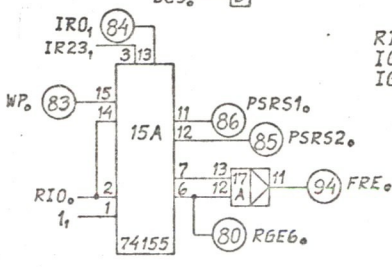 IR0₁ 84
IR23₁ 3 13
WP₀ 83 15
14
15A
11 86 PSRS1₀
12 85 PSRS2₀
7 13
17 A 11 94 FRE₀
6 12
RI0₀ 2
1₁ 1
80 RGE6₀
74155